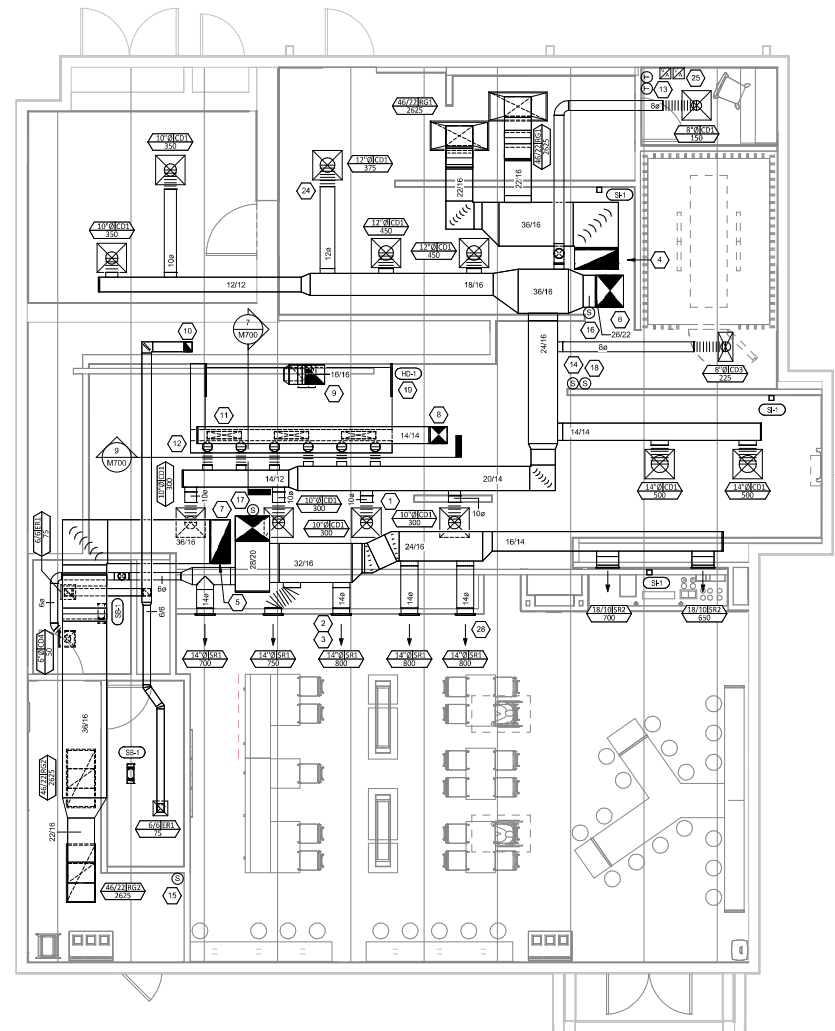 46/22 RG1
2625
25
13
8ø
8"Ø CD1
150
10"Ø CD1
350
12"Ø CD1
375
46/22 RG1
2625
22/16
22/16
24
SI-1
10"Ø CD1
350
12"Ø CD1
450
36/16
12ø
12"Ø CD1
450
4
10ø
12/12
18/16
36/16
S
6
16
26/22
7
M700
10
24/16
8ø
14
18
S
S
8"Ø CD3
225
16/16
HD-1
9
19
SI-1
11
8
14/14
14/14
12
9
M700
10"Ø CD1
300
14/12
20/14
14"Ø CD1
500
14"Ø CD1
500
10ø
17
10ø
10"Ø CD1
300
10ø
1
10ø
S
7
10"Ø CD1
300
10"Ø CD1
300
36/16
6/6 ER1
75
28/20
32/16
24/16
16/14
6ø
6ø
5
SI-1
6ø
6/6
SB-1
14ø
14ø
14ø
14ø
18/10 SR2
700
18/10 SR2
650
2
3
28
6"Ø CD4
50
14"Ø SR1
700
14"Ø SR1
750
14"Ø SR1
800
14"Ø SR1
800
14"Ø SR1
800
36/16
46/22 RG2
2625
SB-1
22/16
6/6 ER1
75
46/22 RG2
2625
S
15